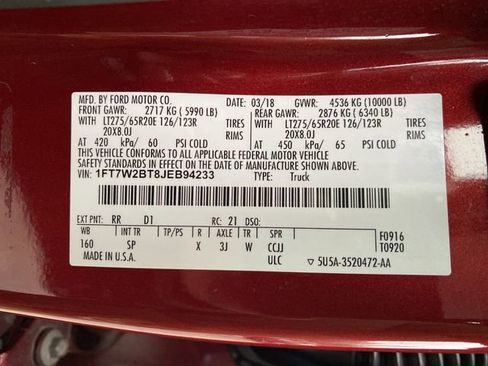 MFD. BY FORD MOTOR CO. 03/18 GVWR: 4536 KG (10000 LB)
FRONT GAWR: 2717 KG (5990 LB) REAR GAWR: 2876 KG (6340 LB)
WITH LT275/65R20E 126/123R TIRES WITH LT275/65R20E 126/123R TIRES
20X8.0J RIMS 20X8.0J RIMS
AT 420 kPa/ 60 PSI COLD AT 450 kPa/ 65 PSI COLD
THIS VEHICLE CONFORMS TO ALL APPLICABLE FEDERAL MOTOR VEHICLE
SAFETY STANDARDS IN EFFECT ON THE DATE OF MANUFACTURE SHOWN ABOVE.
VIN: 1FT7W2BT8JEB94233 TYPE: Truck
EXT PNT: RR D1 RC: 21 DSO:
WB INT TR TP/PS R AXLE TR SPR F0916
160 SP X 3J W CCJJ T0920
MADE IN U.S.A. ULC ▽ 5U5A-3520472-AA